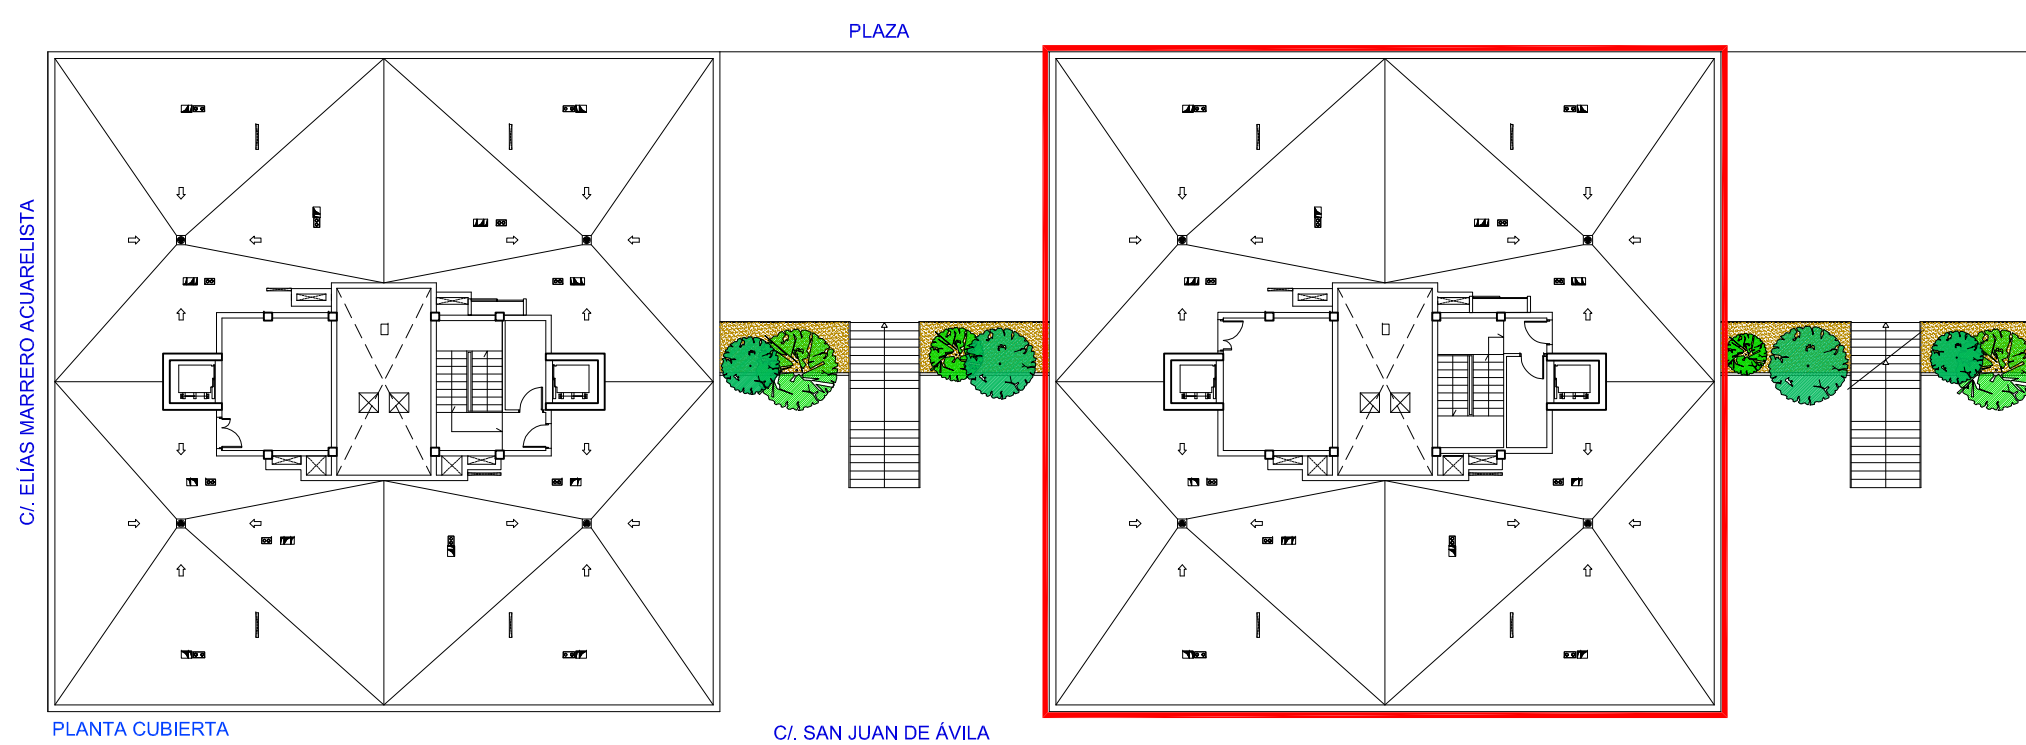 PLAZA
C/. ELÍAS MARRERO ACUARELISTA
PLANTA CUBIERTA
C/. SAN JUAN DE ÁVILA